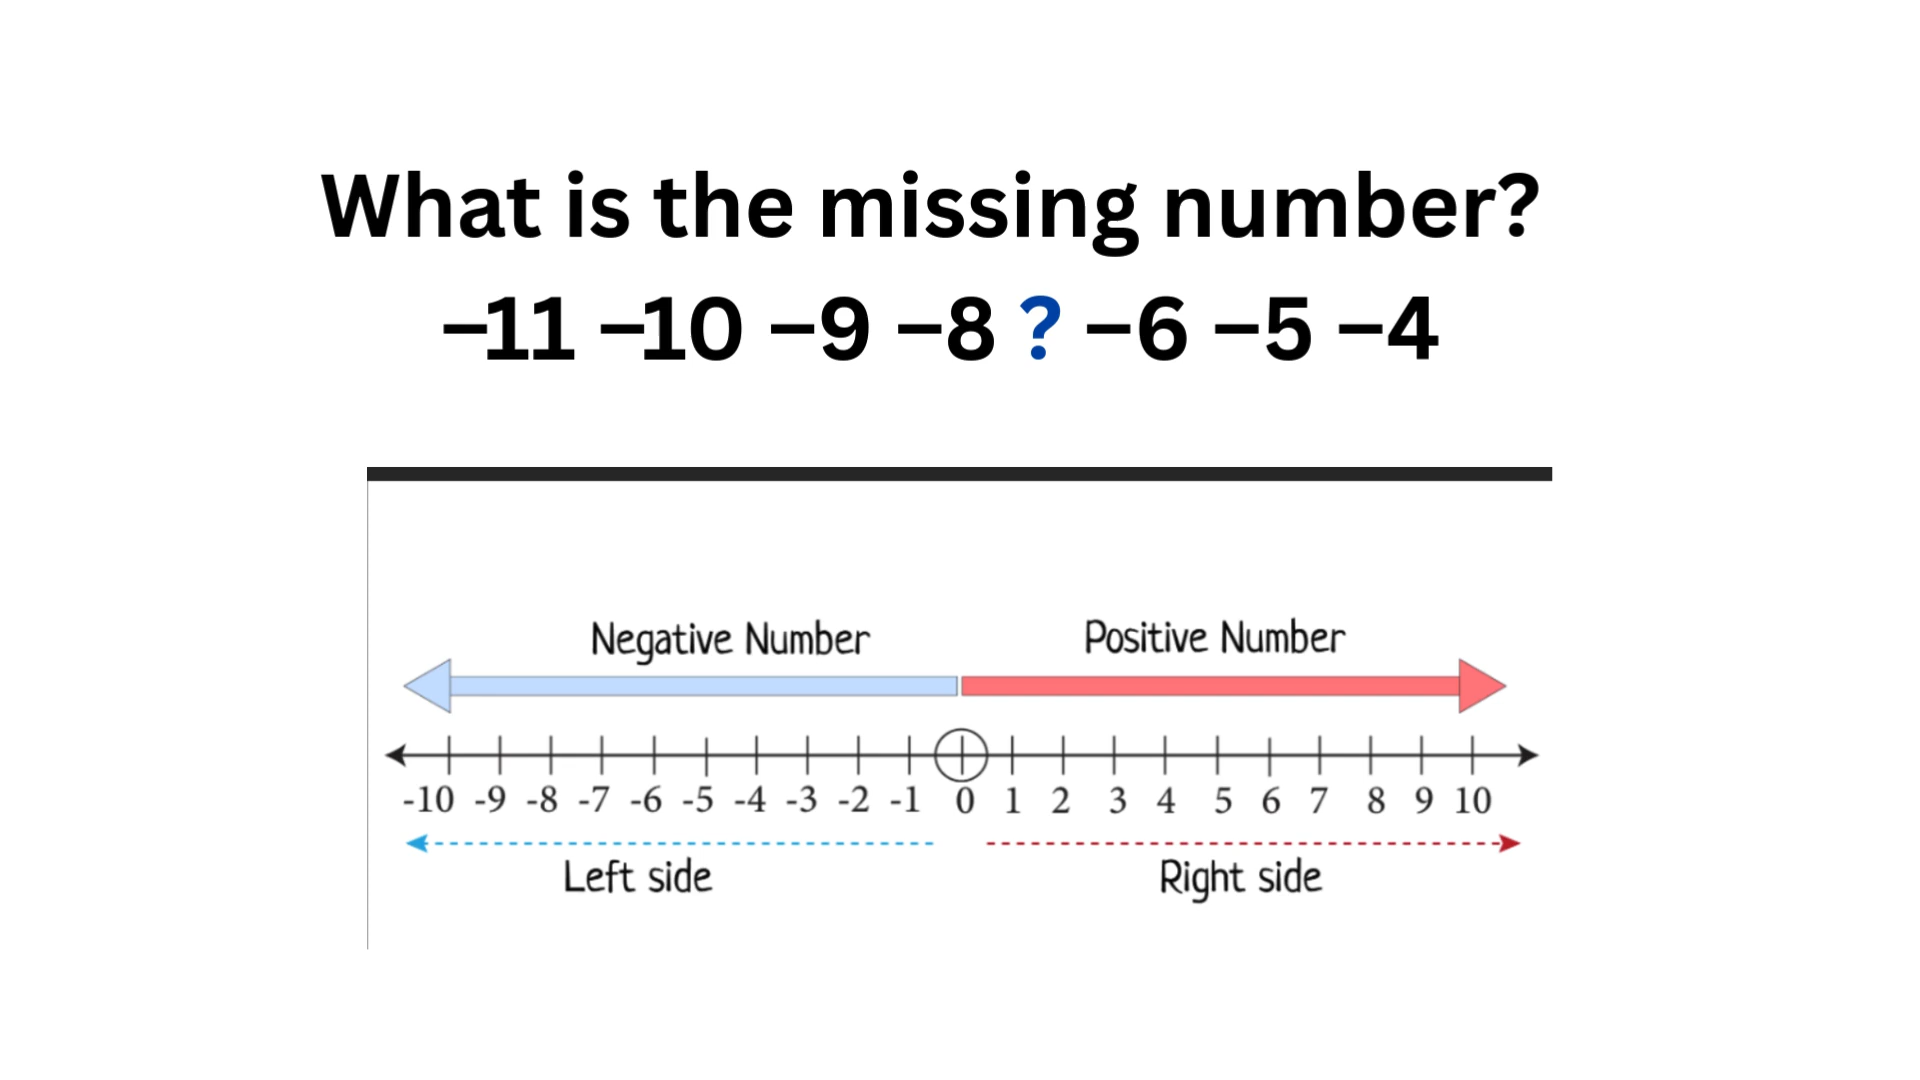 What is the missing number?
–11 –10 –9 –8 ? –6 –5 –4
Negative Number Positive Number
-10 -9 -8 -7 -6 -5 -4 -3 -2 -1 0 1 2 3 4 5 6 7 8 9 10
Left side Right side